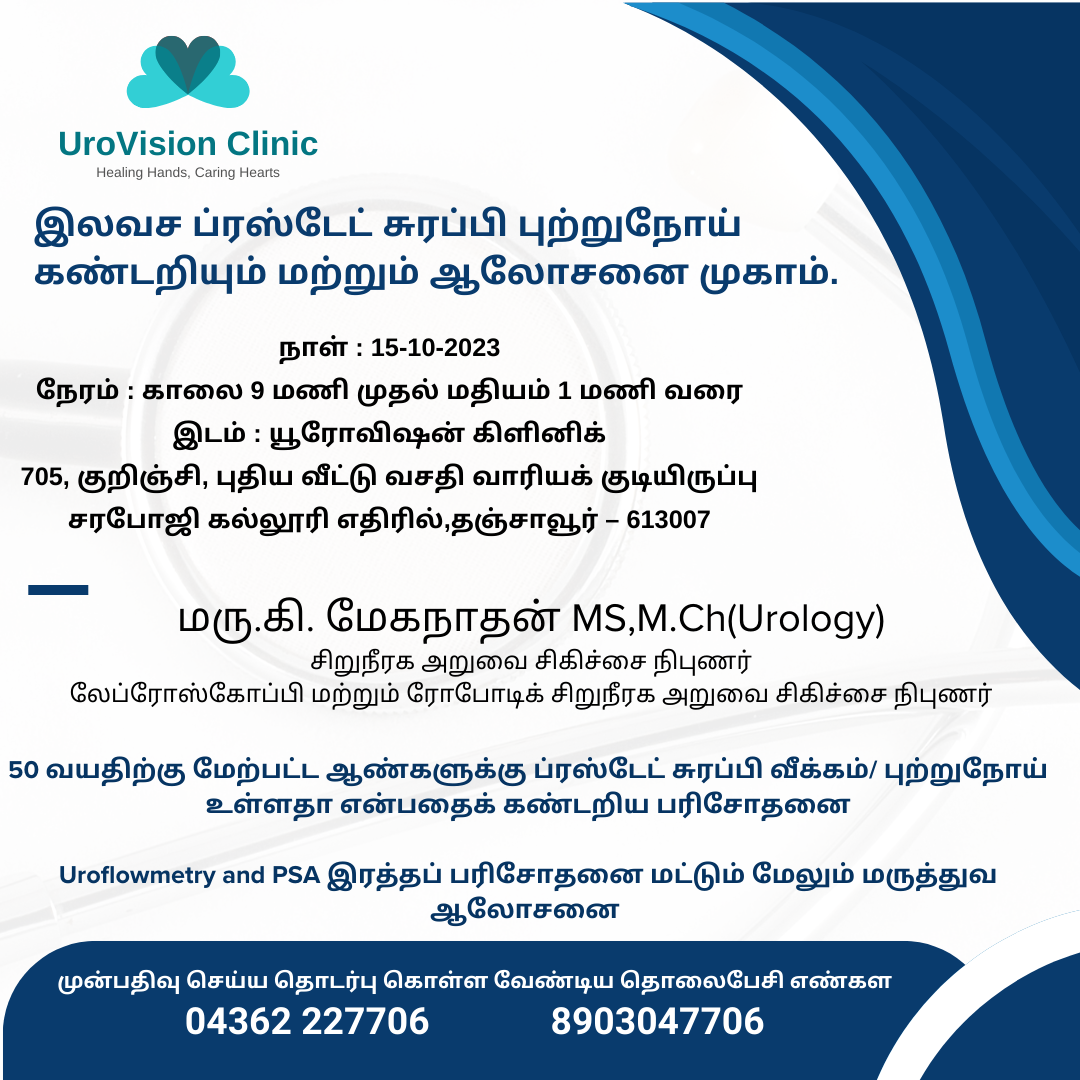 UroVision Clinic
Healing Hands, Caring Hearts
இலவச ப்ரஸ்டேட் சுரப்பி புற்றுநோய்
கண்டறியும் மற்றும் ஆலோசனை முகாம்.
நாள் : 15-10-2023
நேரம் : காலை 9 மணி முதல் மதியம் 1 மணி வரை
இடம் : யூரோவிஷன் கிளினிக்
705, குறிஞ்சி, புதிய வீட்டு வசதி வாரியக் குடியிருப்பு
சரபோஜி கல்லூரி எதிரில்,தஞ்சாவூர் – 613007
மரு.கி. மேகநாதன் MS,M.Ch(Urology)
சிறுநீரக அறுவை சிகிச்சை நிபுணர்
லேப்ரோஸ்கோப்பி மற்றும் ரோபோடிக் சிறுநீரக அறுவை சிகிச்சை நிபுணர்
50 வயதிற்கு மேற்பட்ட ஆண்களுக்கு ப்ரஸ்டேட் சுரப்பி வீக்கம்/ புற்றுநோய்
உள்ளதா என்பதைக் கண்டறிய பரிசோதனை
Uroflowmetry and PSA இரத்தப் பரிசோதனை மட்டும் மேலும் மருத்துவ
ஆலோசனை
முன்பதிவு செய்ய தொடர்பு கொள்ள வேண்டிய தொலைபேசி எண்கள
04362 227706 8903047706